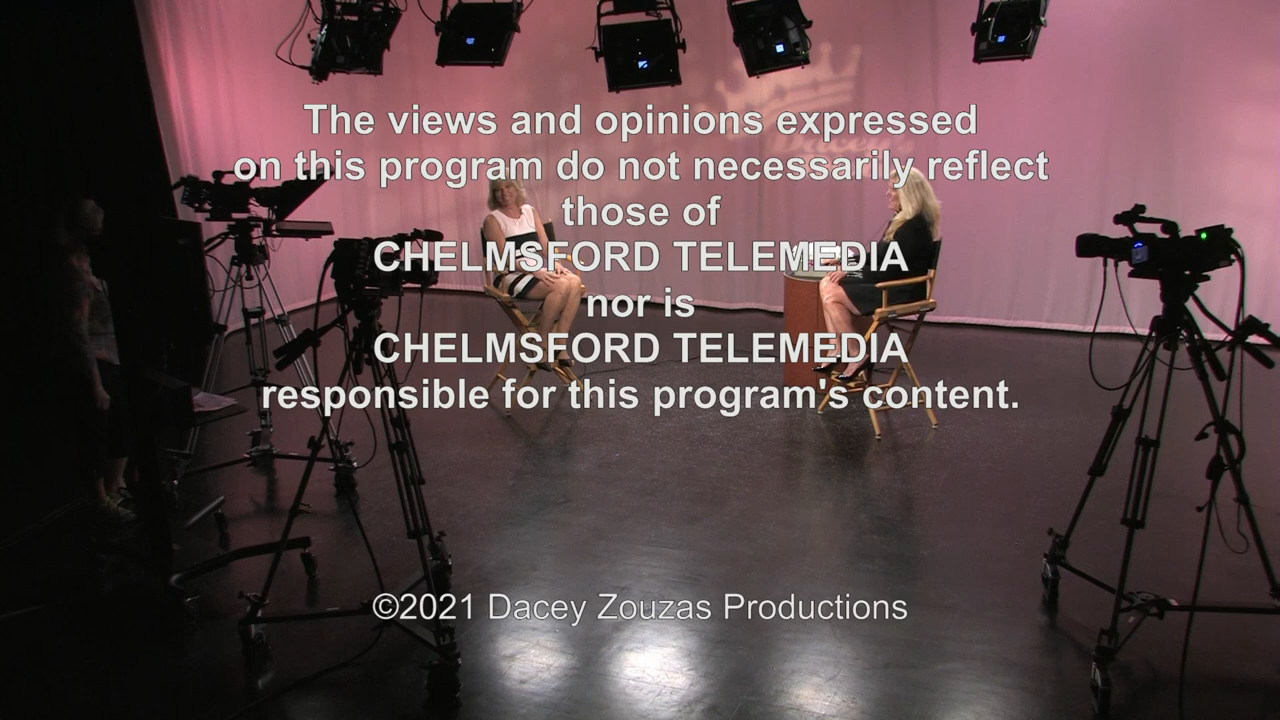 Dacey's
The views and opinions expressed
on this program do not necessarily reflect
those of
CHELMSFORD TELEMEDIA
nor is
CHELMSFORD TELEMEDIA
responsible for this program's content.
©2021 Dacey Zouzas Productions